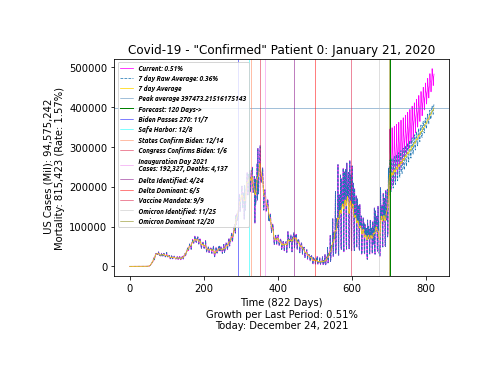 Covid-19 - "Confirmed" Patient 0: January 21, 2020
US Cases (Mil): 94,575,242
Mortality: 815,423 (Rate: 1.57%)
500000
400000
300000
200000
100000
0
Current: 0.51%
7 day Raw Average: 0.36%
7 day Average
Peak average 397473.21516175143
Forecast: 120 Days->
Biden Passes 270: 11/7
Safe Harbor: 12/8
States Confirm Biden: 12/14
Congress Confirms Biden: 1/6
Inauguration Day 2021
Cases: 192,327, Deaths: 4,137
Delta Identified: 4/24
Delta Dominant: 6/5
Vaccine Mandate: 9/9
Omicron Identified: 11/25
Omicron Dominant 12/20
0 200 400 600 800
Time (822 Days)
Growth per Last Period: 0.51%
Today: December 24, 2021